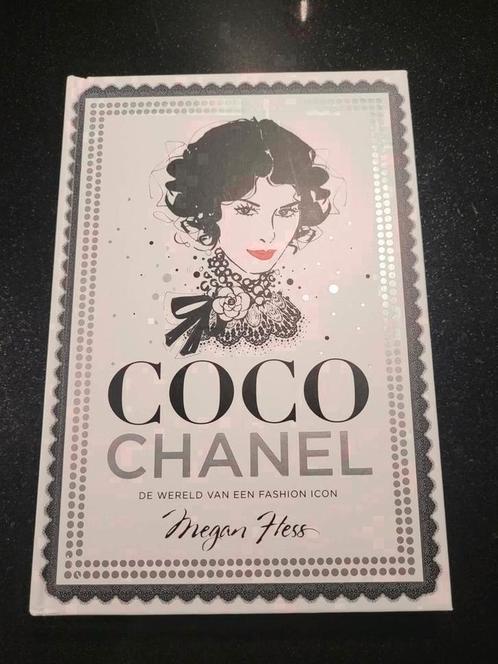 COCO
CHANEL
DE WERELD VAN EEN FASHION ICON
Megan Hess